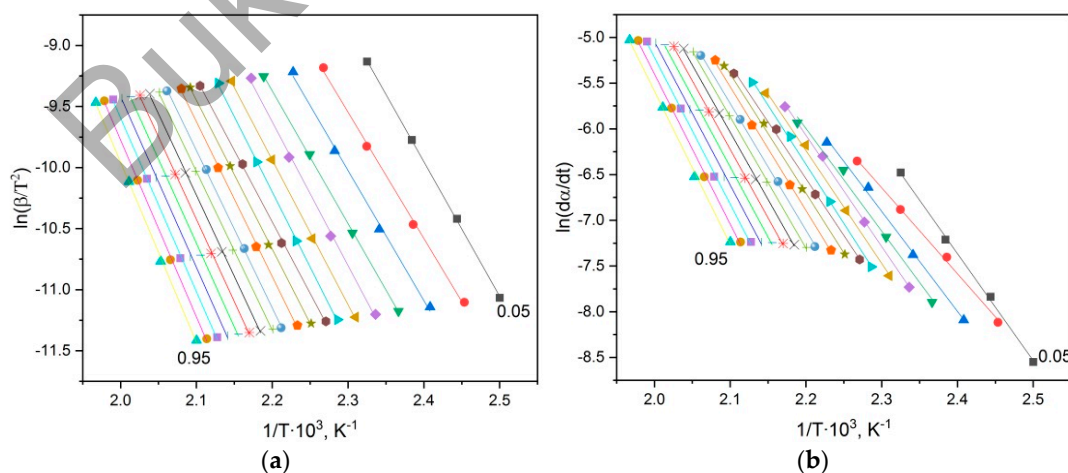 Buk
-9.0
-9.5
-10.0
-10.5
-11.0
-11.5
ln(β/T²)
0.95
0.05
2.0 2.1 2.2 2.3 2.4 2.5
1/T·10³, K⁻¹
(a)
-5.0
-5.5
-6.0
-6.5
-7.0
-7.5
-8.0
-8.5
ln(dα/dt)
0.95
0.05
2.0 2.1 2.2 2.3 2.4 2.5
1/T·10³, K⁻¹
(b)